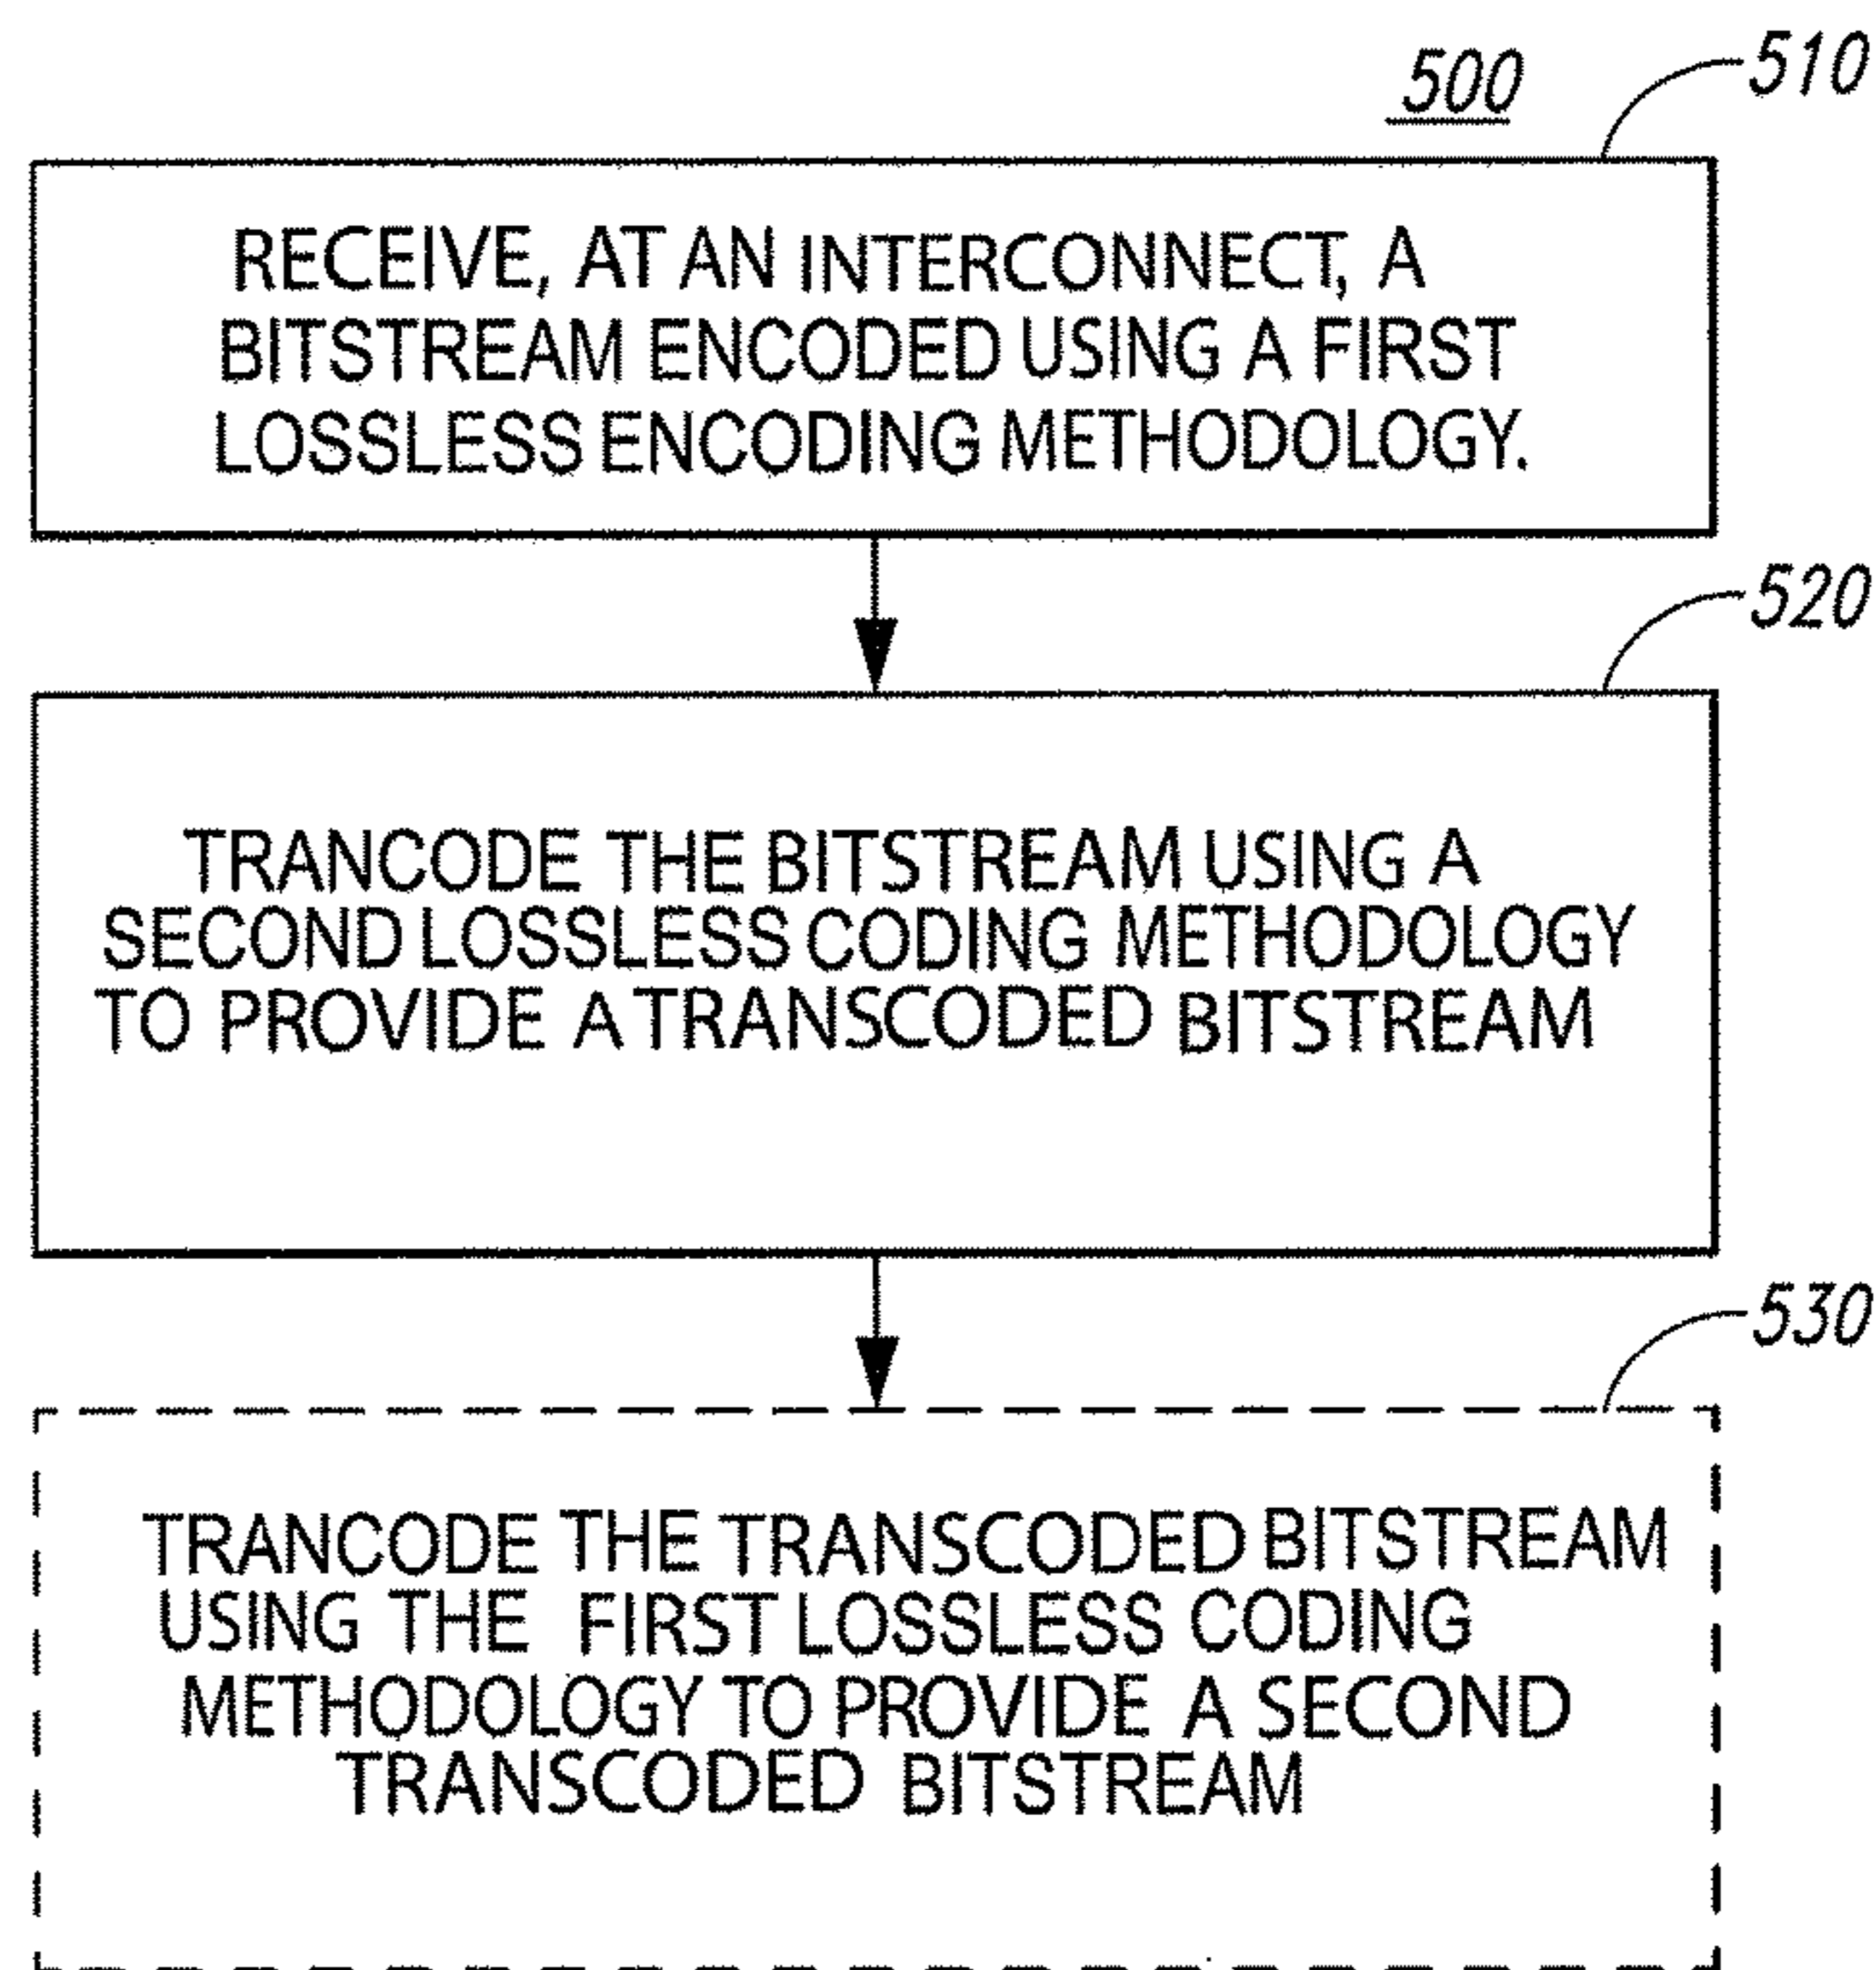 500
510
RECEIVE, AT AN INTERCONNECT, A
BITSTREAM ENCODED USING A FIRST
LOSSLESS ENCODING METHODOLOGY.
520
TRANCODE THE BITSTREAM USING A
SECOND LOSSLESS CODING METHODOLOGY
TO PROVIDE A TRANSCODED BITSTREAM
530
TRANCODE THE TRANSCODED BITSTREAM
USING THE FIRST LOSSLESS CODING
METHODOLOGY TO PROVIDE A SECOND
TRANSCODED BITSTREAM